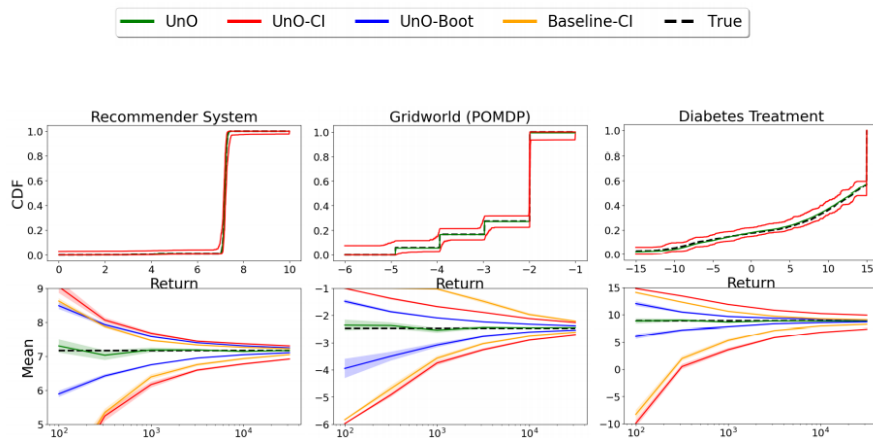 UnO UnO-CI UnO-Boot Baseline-CI True
Recommender System Gridworld (POMDP) Diabetes Treatment
CDF
1.0 0.8 0.6 0.4 0.2 0.0
0 2 4 6 8 10
1.0 0.8 0.6 0.4 0.2 0.0
−6 −5 −4 −3 −2 −1
1.0 0.8 0.6 0.4 0.2 0.0
−15 −10 −5 0 5 10 15
Return Return Return
Mean
9 8 7 6 5
10² 10³ 10⁴
−1 −2 −3 −4 −5 −6
10² 10³ 10⁴
15 10 5 0 −5 −10
10² 10³ 10⁴